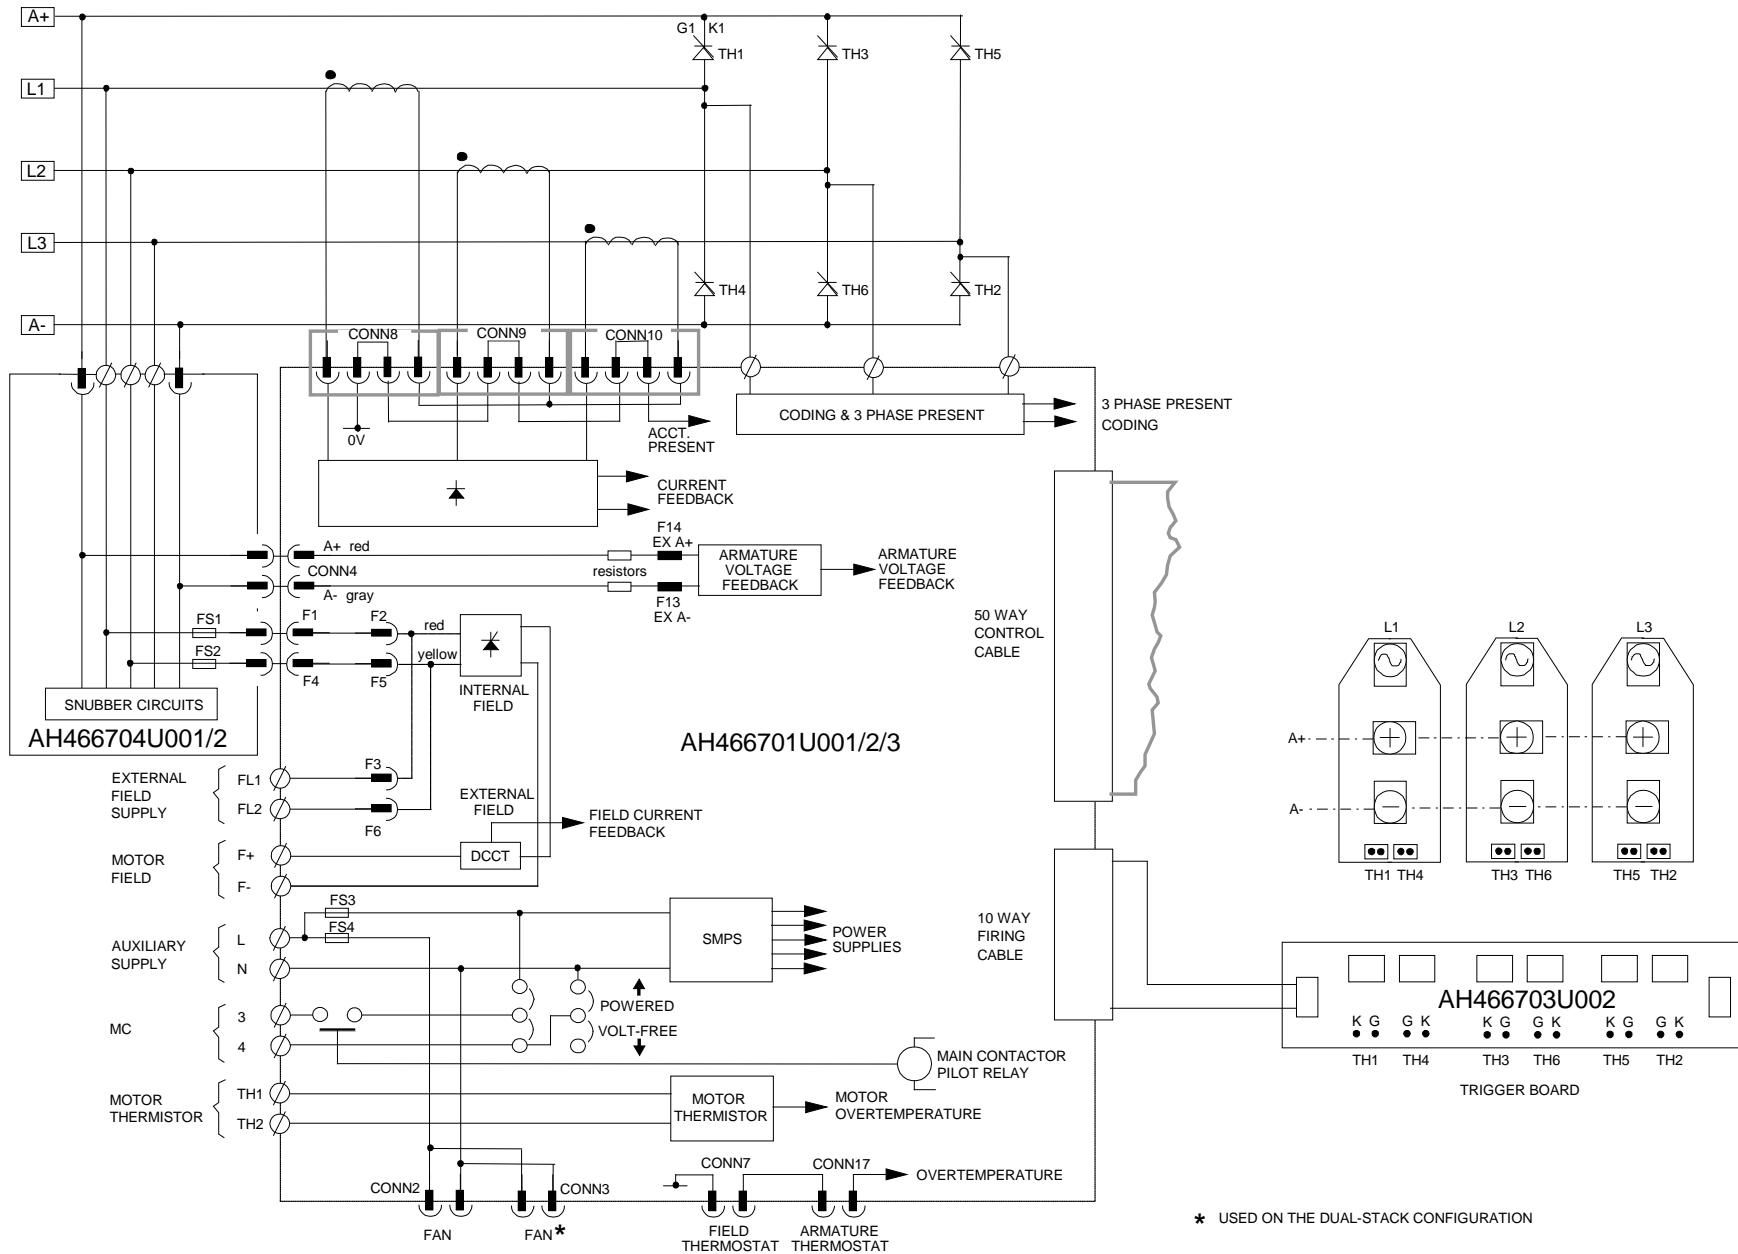 A+
G1 K1
TH1
TH3
TH5
L1
L2
L3
TH4
TH6
TH2
A-
CONN8
CONN9
CONN10
0V
ACCT.
PRESENT
CODING & 3 PHASE PRESENT
3 PHASE PRESENT
CODING
CURRENT
FEEDBACK
A+ red
CONN4
A- gray
resistors
F14
EX A+
F13
EX A-
ARMATURE
VOLTAGE
FEEDBACK
ARMATURE
VOLTAGE
FEEDBACK
FS1
F1
F2
red
FS2
F4
F5
yellow
INTERNAL
FIELD
SNUBBER CIRCUITS
AH466704U001/2
AH466701U001/2/3
50 WAY
CONTROL
CABLE
EXTERNAL
FIELD
SUPPLY
FL1
FL2
F3
F6
EXTERNAL
FIELD
DCCT
FIELD CURRENT
FEEDBACK
MOTOR
FIELD
F+
F-
AUXILIARY
SUPPLY
L
N
FS3
FS4
SMPS
POWER
SUPPLIES
10 WAY
FIRING
CABLE
MC
3
4
POWERED
VOLT-FREE
MAIN CONTACTOR
PILOT RELAY
MOTOR
THERMISTOR
TH1
TH2
MOTOR
THERMISTOR
MOTOR
OVERTEMPERATURE
CONN2
CONN3
FAN
FAN*
CONN7
CONN17
OVERTEMPERATURE
FIELD
THERMOSTAT
ARMATURE
THERMOSTAT
L1
L2
L3
A+
A-
TH1 TH4
TH3 TH6
TH5 TH2
AH466703U002
K G G K K G G K K G G K
TH1 TH4 TH3 TH6 TH5 TH2
TRIGGER BOARD
* USED ON THE DUAL-STACK CONFIGURATION